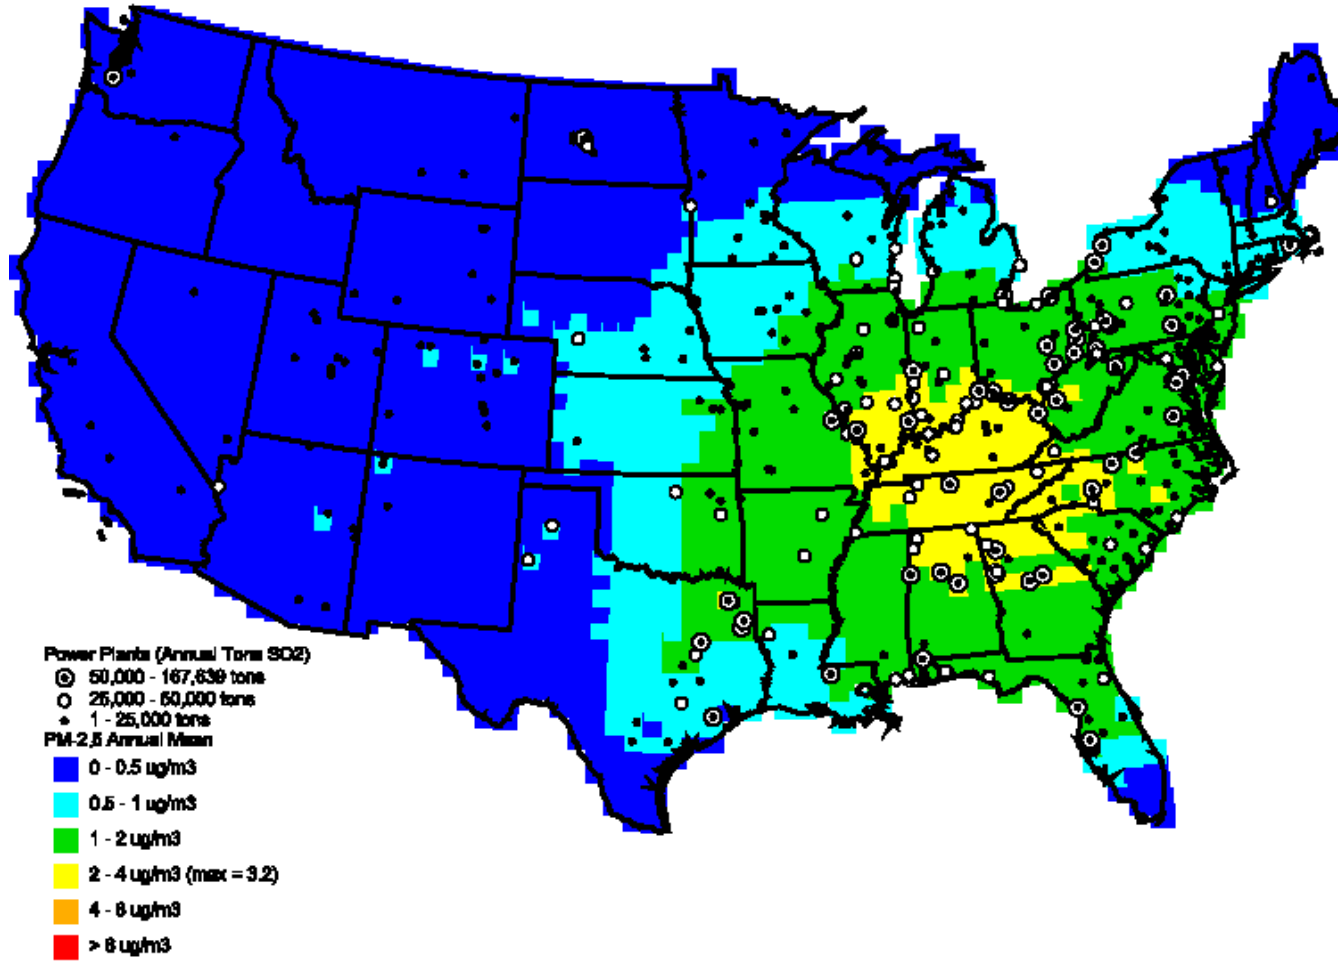 Power Plants (Annual Tons SO2)
50,000 - 167,639 tons
25,000 - 50,000 tons
1 - 25,000 tons
PM-2.5 Annual Mean
0 - 0.5 ug/m3
0.5 - 1 ug/m3
1 - 2 ug/m3
2 - 4 ug/m3 (max = 3.2)
4 - 6 ug/m3
> 6 ug/m3